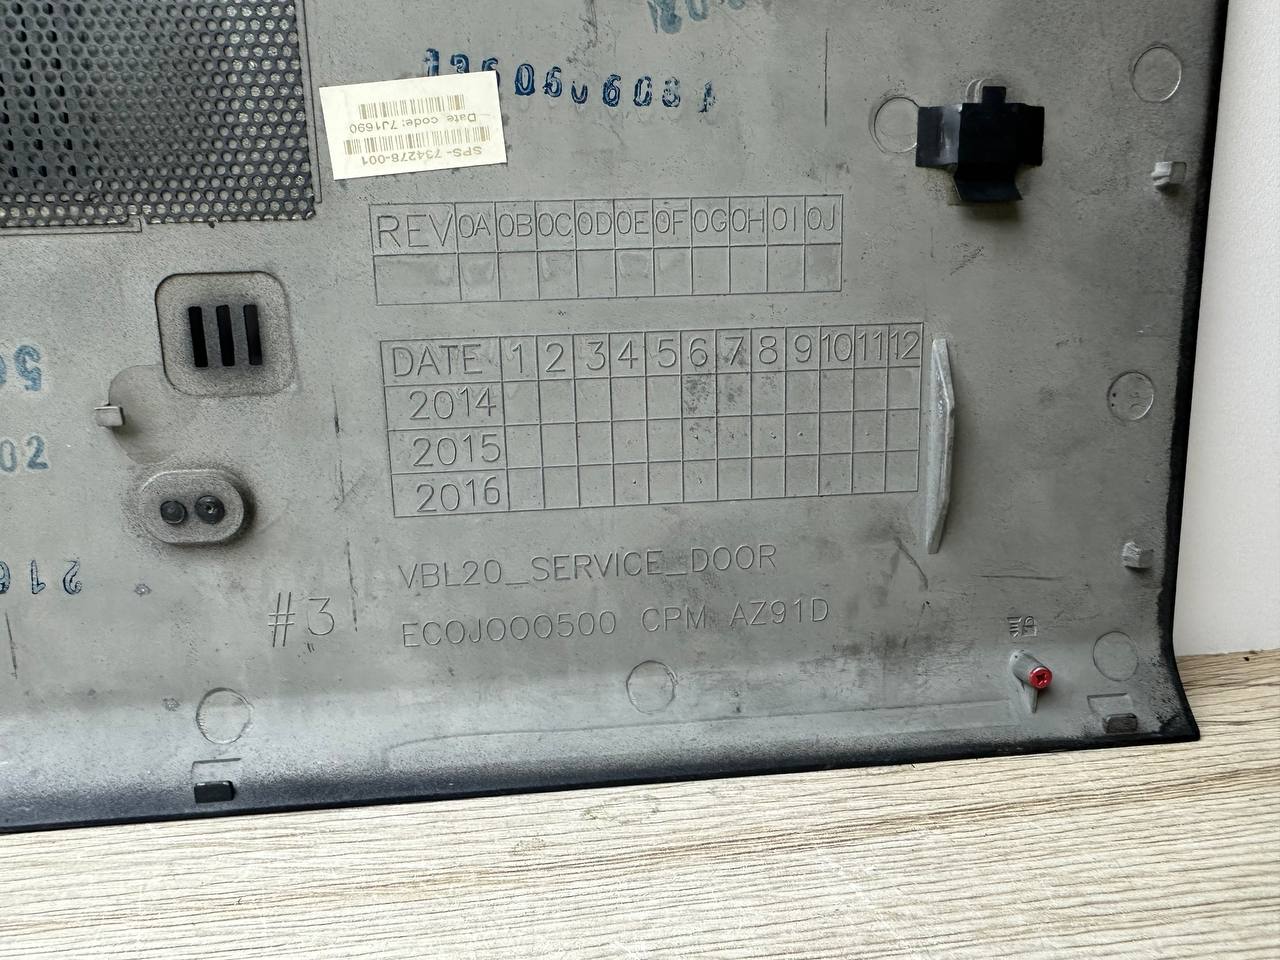 SPS- 734278-001
Date code: 7J1690
REV 0A 0B 0C 0D 0E 0F 0G 0H 0I 0J
DATE 1 2 3 4 5 6 7 8 9 10 11 12
2014
2015
2016
VBL20_SERVICE_DOOR
#3
EC0J000500 CPM AZ91D
02
216